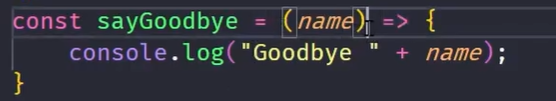 const sayGoodbye = (name) => {
    console.log("Goodbye " + name);
}